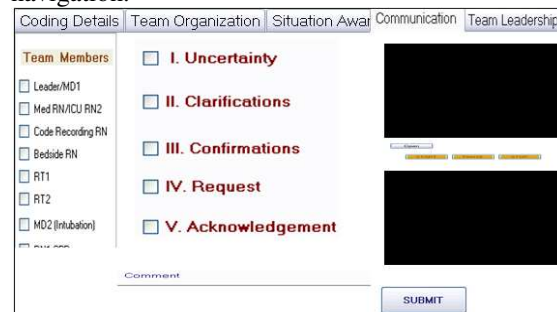 navigation.
Coding Details Team Organization Situation Awar Communication Team Leadership
Team Members
Leader/MD1
Med RN/ICU RN2
Code Recording RN
Bedside RN
RT1
RT2
MD2 (Intubation)
I. Uncertainty
II. Clarifications
III. Confirmations
IV. Request
V. Acknowledgement
Comment
SUBMIT